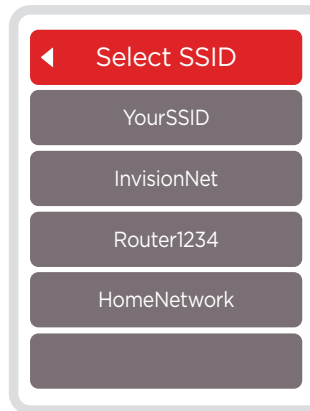 Select SSID
YourSSID
InvisionNet
Router1234
HomeNetwork